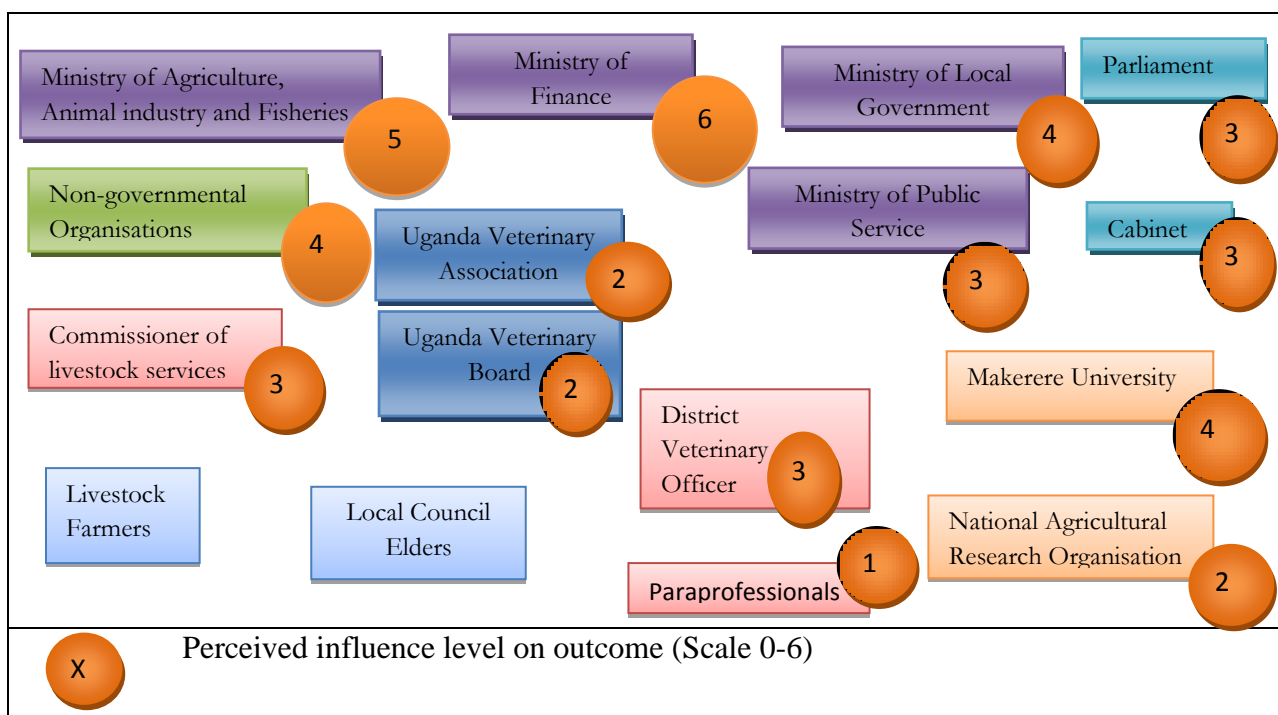 Ministry of Agriculture,
Animal industry and Fisheries
5
Ministry of
Finance
6
Ministry of Local
Government
4
Parliament
3
Non-governmental
Organisations
4
Uganda Veterinary
Association
2
Ministry of Public
Service
3
Cabinet
3
Commissioner of
livestock services
3
Uganda Veterinary
Board
2
Makerere University
4
District
Veterinary
Officer
3
Livestock
Farmers
Local Council
Elders
National Agricultural
Research Organisation
2
Paraprofessionals
1
X
Perceived influence level on outcome (Scale 0-6)